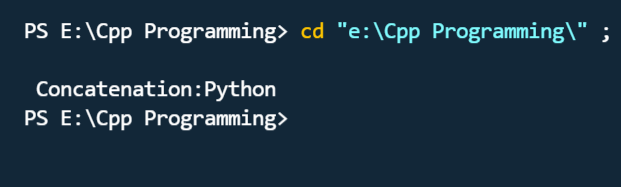 PS E:\Cpp Programming> cd "e:\Cpp Programming\" ;
Concatenation:Python
PS E:\Cpp Programming>